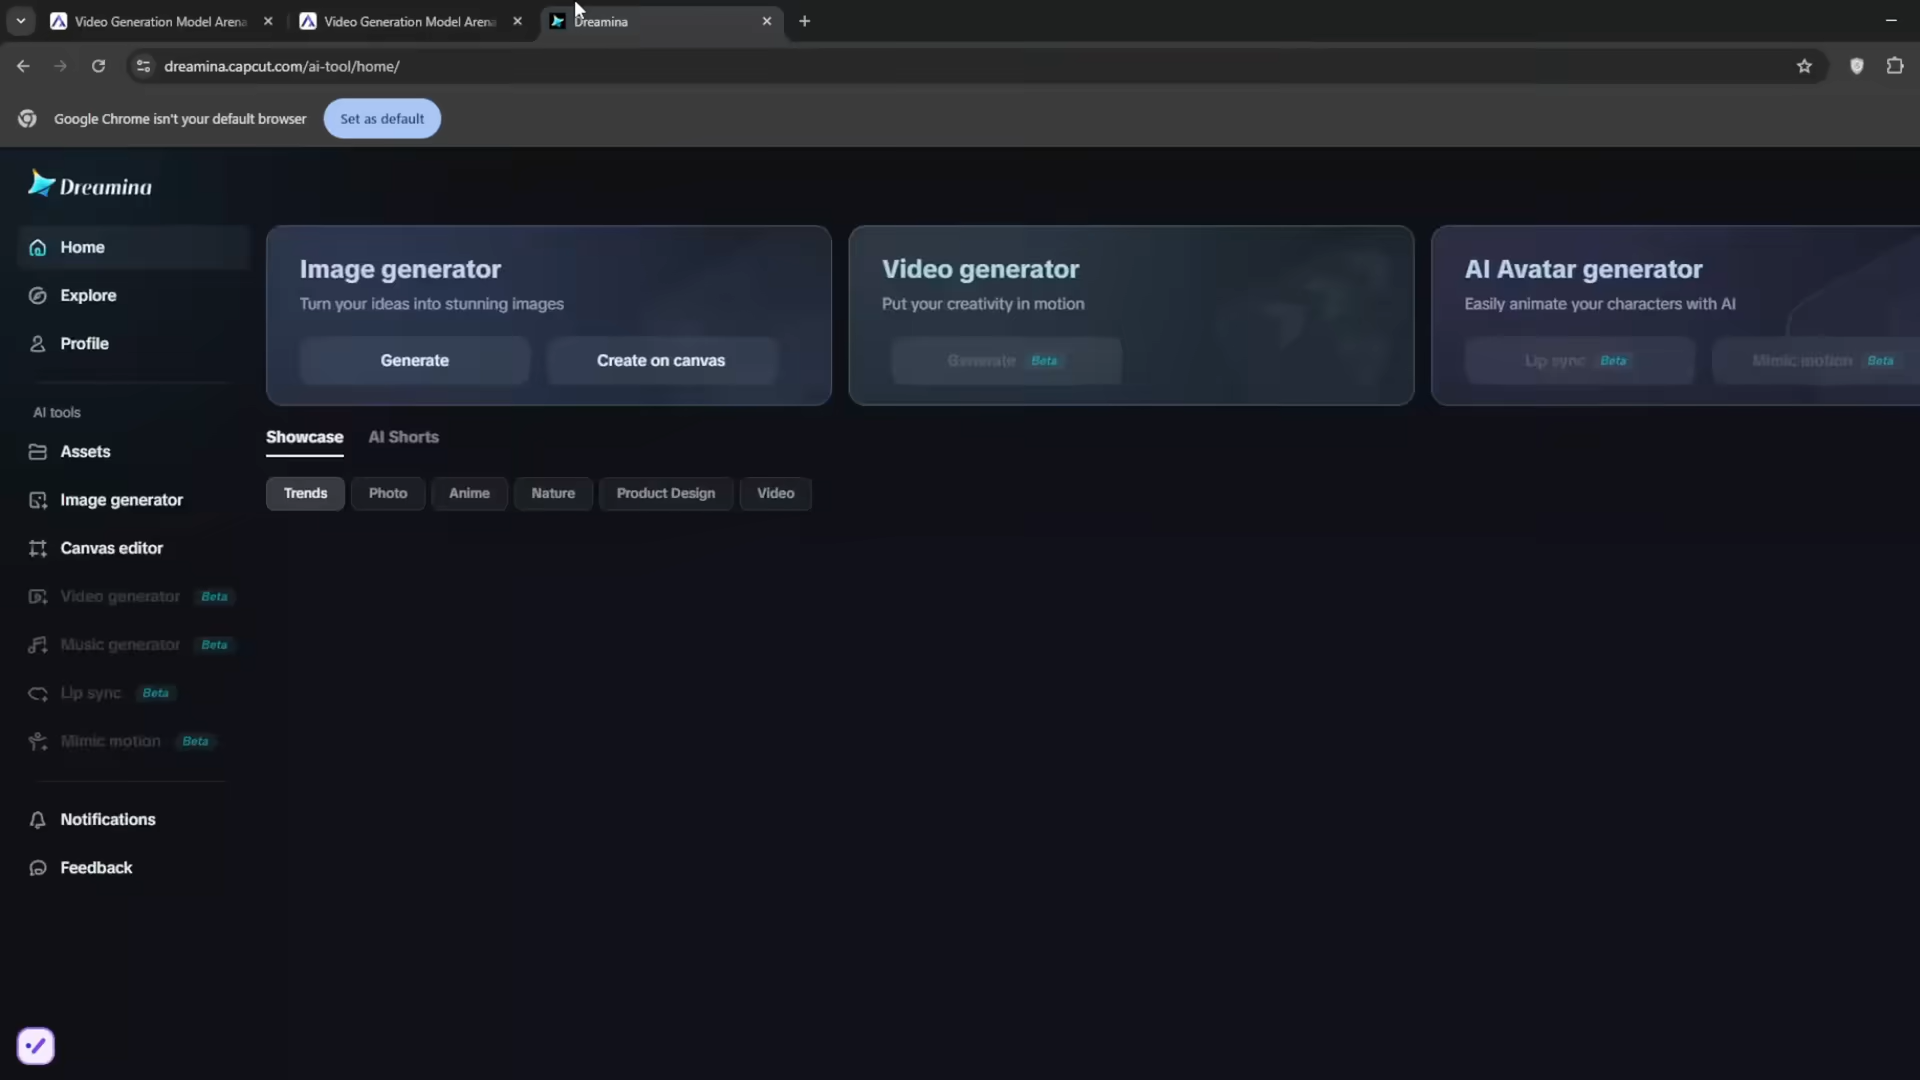 Video Generation Model Arena
Video Generation Model Arena
Dreamina
dreamina.capcut.com/ai-tool/home/
Google Chrome isn't your default browser
Set as default
Dreamina
Home
Explore
Profile
AI tools
Assets
Image generator
Canvas editor
Video generator Beta
Music generator Beta
Lip sync Beta
Mimic motion Beta
Notifications
Feedback
Image generator
Turn your ideas into stunning images
Generate
Create on canvas
Video generator
Put your creativity in motion
Generate Beta
AI Avatar generator
Easily animate your characters with AI
Lip sync Beta
Mimic motion Beta
Showcase
AI Shorts
Trends
Photo
Anime
Nature
Product Design
Video